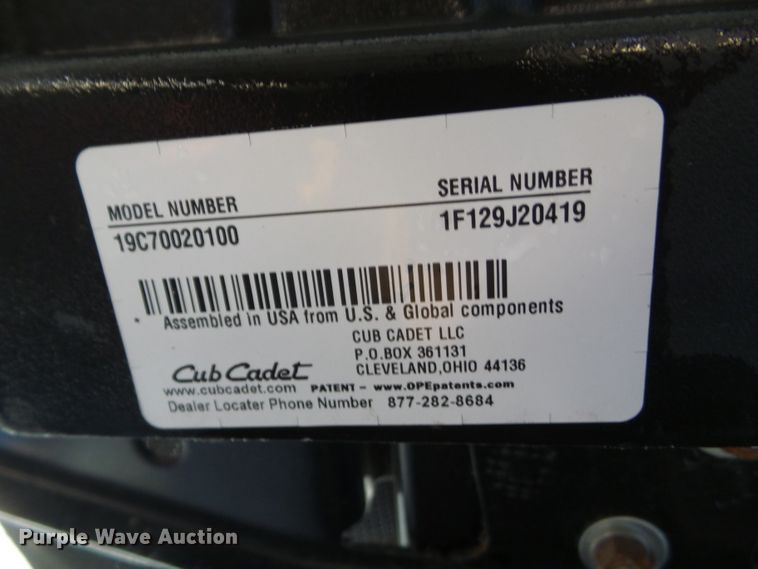 MODEL NUMBER SERIAL NUMBER
19C70020100 1F129J20419
Assembled in USA from U.S. & Global components
CUB CADET LLC
P.O.BOX 361131
Cub Cadet CLEVELAND,OHIO 44136
www.cubcadet.com PATENT – www.OPEpatents.com
Dealer Locater Phone Number 877-282-8684
Purple Wave Auction